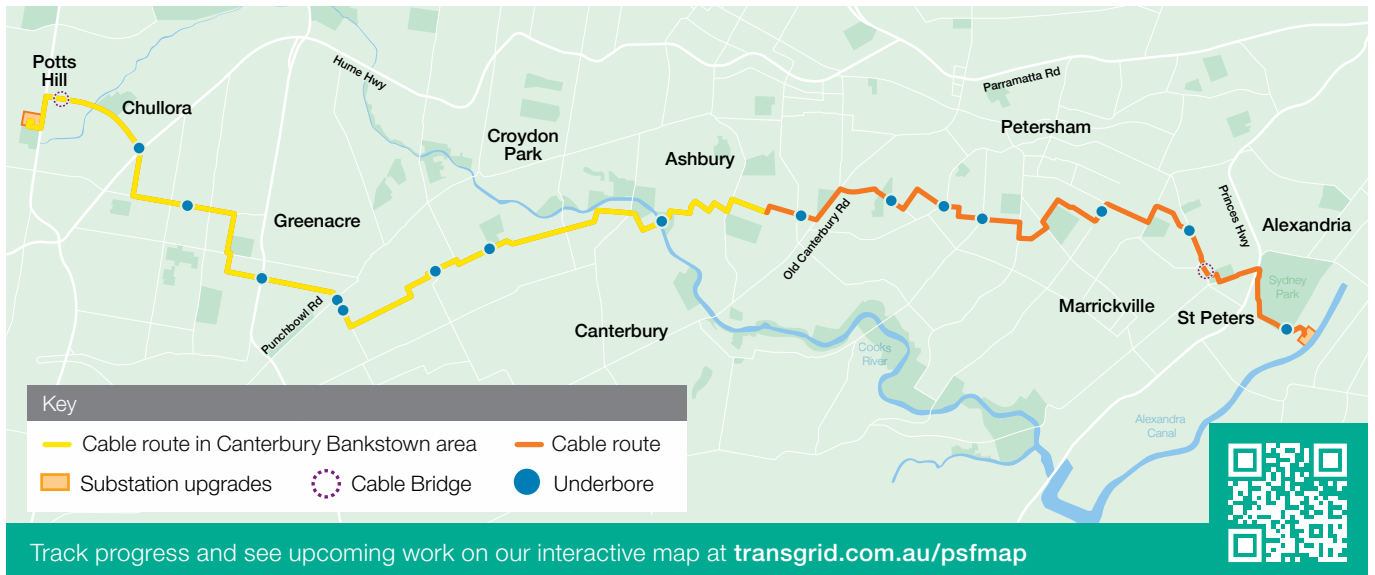 Potts
Hill
Chullora
Hume Hwy
Croydon
Park
Ashbury
Parramatta Rd
Petersham
Greenacre
Old Canterbury Rd
Princes Hwy
Alexandria
Sydney
Park
Punchbowl Rd
Canterbury
Marrickville
St Peters
Cooks
River
Alexandra
Canal
Key
Cable route in Canterbury Bankstown area
Cable route
Substation upgrades
Cable Bridge
Underbore
Track progress and see upcoming work on our interactive map at transgrid.com.au/psfmap